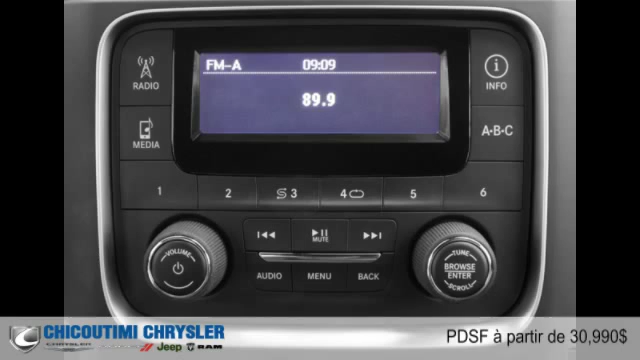 FM-A 09:09
89.9
RADIO
MEDIA
INFO
A-B-C
1 2 3 4 5 6
MUTE
VOLUME
AUDIO MENU BACK
TUNE
BROWSE
ENTER
SCROLL
CHICOUTIMI CHRYSLER
CHRYSLER Jeep RAM
PDSF à partir de 30,990$